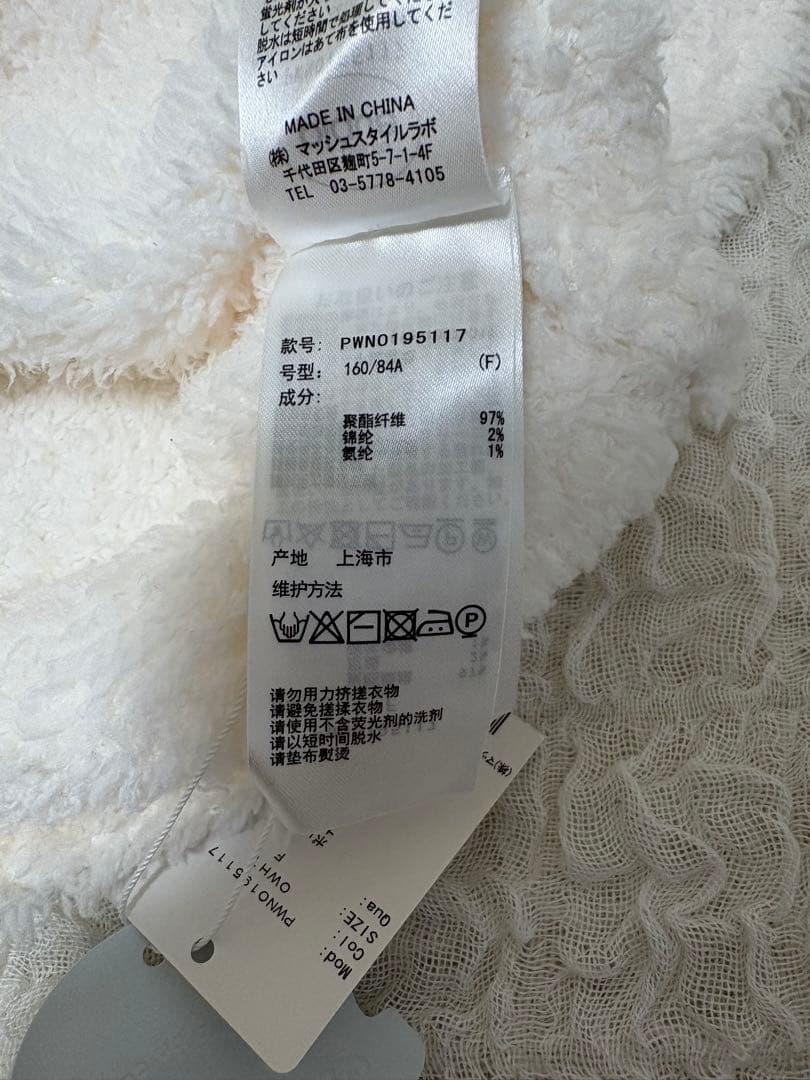 してください
脱水は短時間で処理してくだ
アイロンはあて布を使用してくだ
さい
MADE IN CHINA
(株) マッシュスタイルラボ
千代田区麹町5-7-1-4F
TEL 03-5778-4105
款号: PWNO195117
号型: 160/84A (F)
成分:
聚酯纤维 97%
锦纶 2%
氨纶 1%
产地 上海市
维护方法
P
请勿用力挤搓衣物
请避免搓揉衣物
请使用不含荧光剂的洗剂
请以短时间脱水
请垫布熨烫
Mod: PWNO195117
Col: OWH
SIZE: F
Qua: